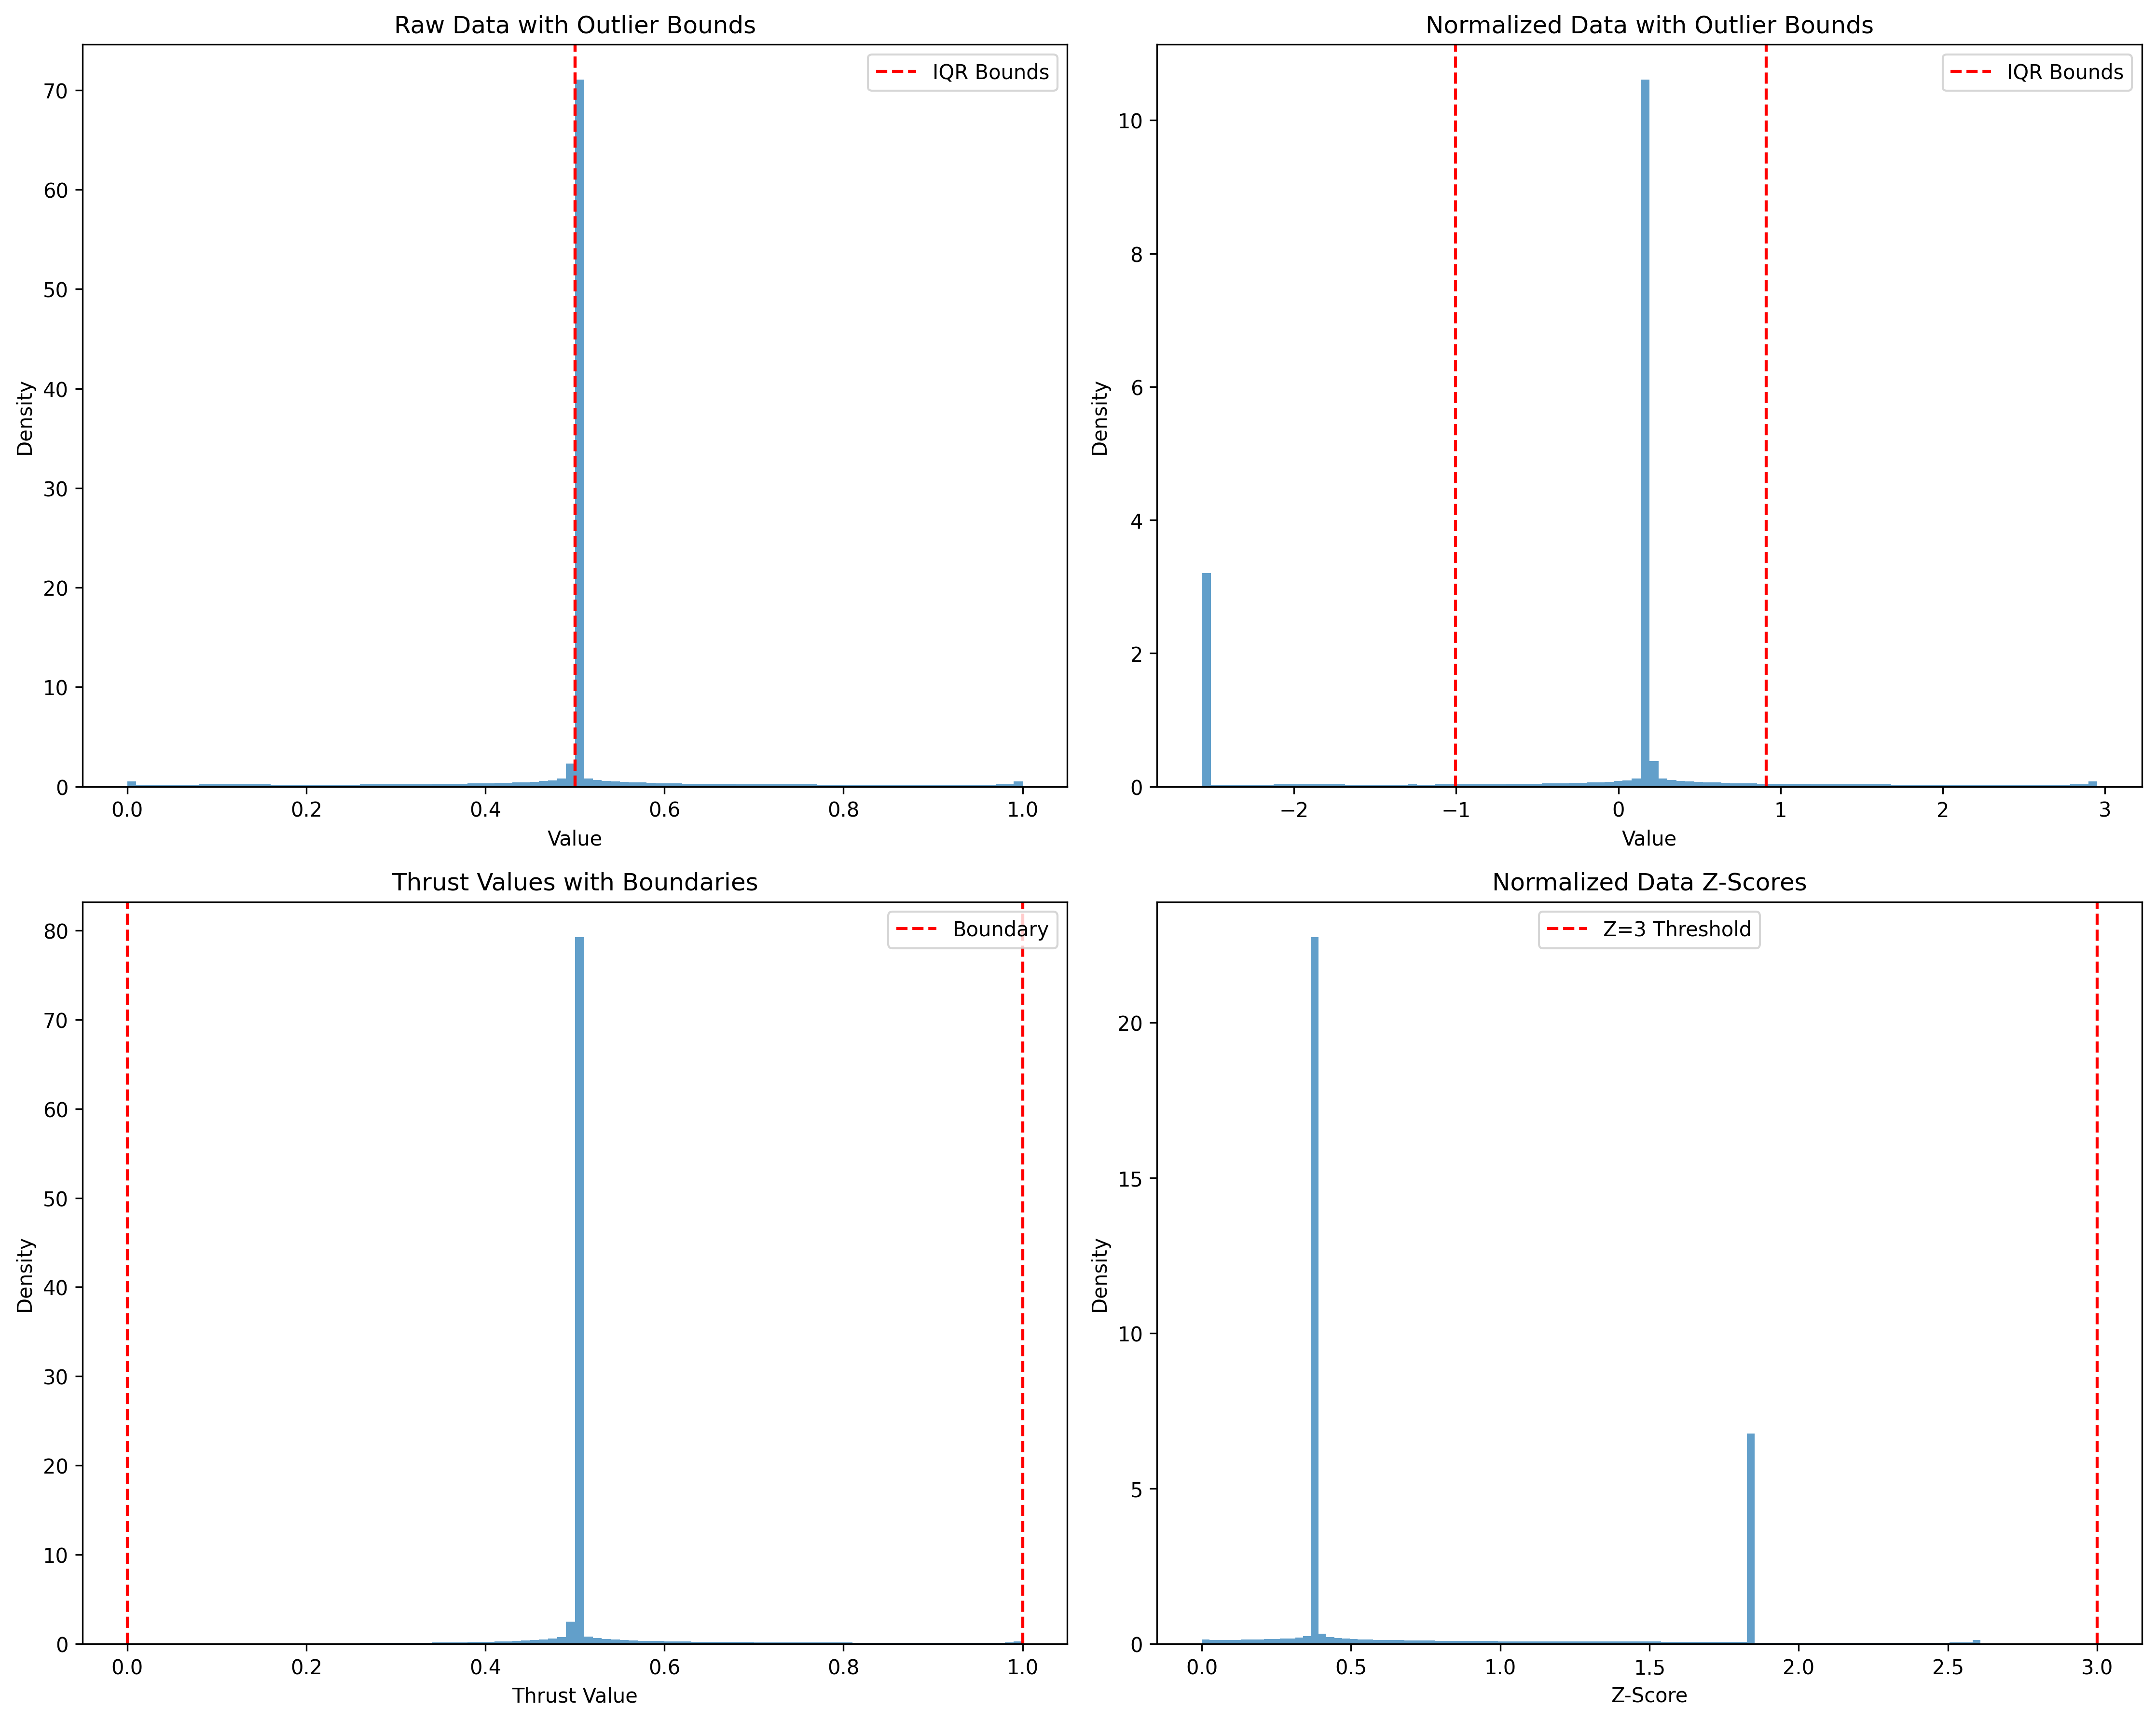 Raw Data with Outlier Bounds
IQR Bounds
70
60
50
40
30
20
10
0
Density
0.0 0.2 0.4 0.6 0.8 1.0
Value
Normalized Data with Outlier Bounds
IQR Bounds
10
8
6
4
2
0
Density
−2 −1 0 1 2 3
Value
Thrust Values with Boundaries
Boundary
80
70
60
50
40
30
20
10
0
Density
0.0 0.2 0.4 0.6 0.8 1.0
Thrust Value
Normalized Data Z-Scores
Z=3 Threshold
20
15
10
5
0
Density
0.0 0.5 1.0 1.5 2.0 2.5 3.0
Z-Score